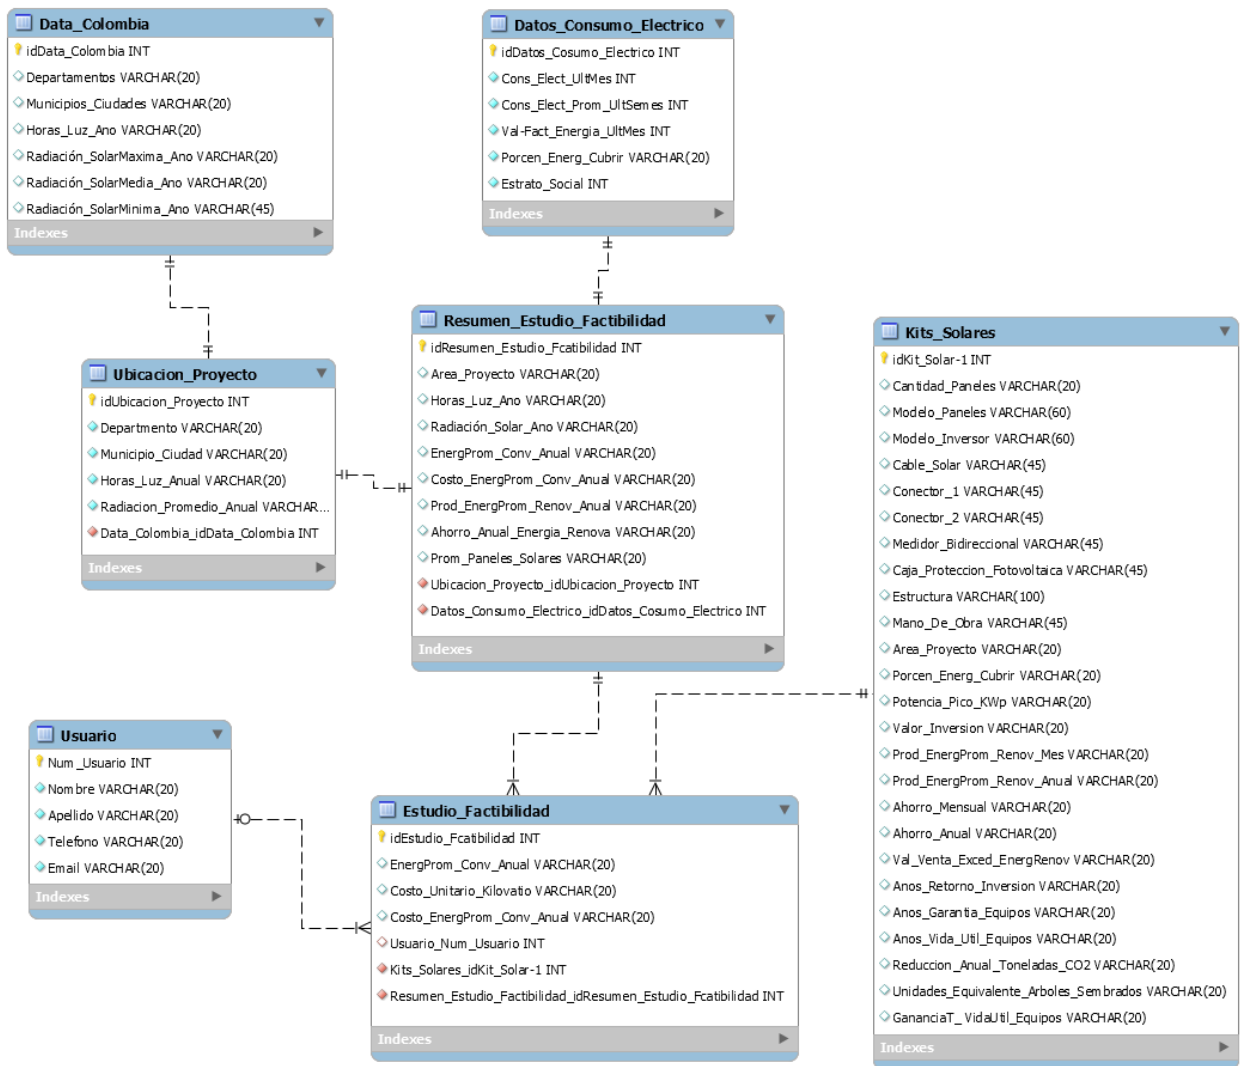 Data_Colombia
idData_Colombia INT
Departamentos VARCHAR(20)
Municipios_Ciudades VARCHAR(20)
Horas_Luz_Ano VARCHAR(20)
Radiación_SolarMaxima_Ano VARCHAR(20)
Radiación_SolarMedia_Ano VARCHAR(20)
Radiación_SolarMinima_Ano VARCHAR(45)
Indexes
Datos_Consumo_Electrico
idDatos_Cosumo_Electrico INT
Cons_Elect_UltMes INT
Cons_Elect_Prom_UltSemes INT
Val-Fact_Energia_UltMes INT
Porcen_Energ_Cubrir VARCHAR(20)
Estrato_Social INT
Indexes
Ubicacion_Proyecto
idUbicacion_Proyecto INT
Departmento VARCHAR(20)
Municipio_Ciudad VARCHAR(20)
Horas_Luz_Anual VARCHAR(20)
Radiacion_Promedio_Anual VARCHAR...
Data_Colombia_idData_Colombia INT
Indexes
Resumen_Estudio_Factibilidad
idResumen_Estudio_Fcatibilidad INT
Area_Proyecto VARCHAR(20)
Horas_Luz_Ano VARCHAR(20)
Radiación_Solar_Ano VARCHAR(20)
EnergProm_Conv_Anual VARCHAR(20)
Costo_EnergProm_Conv_Anual VARCHAR(20)
Prod_EnergProm_Renov_Anual VARCHAR(20)
Ahorro_Anual_Energia_Renova VARCHAR(20)
Prom_Paneles_Solares VARCHAR(20)
Ubicacion_Proyecto_idUbicacion_Proyecto INT
Datos_Consumo_Electrico_idDatos_Cosumo_Electrico INT
Indexes
Kits_Solares
idKit_Solar-1 INT
Cantidad_Paneles VARCHAR(20)
Modelo_Paneles VARCHAR(60)
Modelo_Inversor VARCHAR(60)
Cable_Solar VARCHAR(45)
Conector_1 VARCHAR(45)
Conector_2 VARCHAR(45)
Medidor_Bidireccional VARCHAR(45)
Caja_Proteccion_Fotovoltaica VARCHAR(45)
Estructura VARCHAR(100)
Mano_De_Obra VARCHAR(45)
Area_Proyecto VARCHAR(20)
Porcen_Energ_Cubrir VARCHAR(20)
Potencia_Pico_KWp VARCHAR(20)
Valor_Inversion VARCHAR(20)
Prod_EnergProm_Renov_Mes VARCHAR(20)
Prod_EnergProm_Renov_Anual VARCHAR(20)
Ahorro_Mensual VARCHAR(20)
Ahorro_Anual VARCHAR(20)
Val_Venta_Exced_EnergRenov VARCHAR(20)
Anos_Retorno_Inversion VARCHAR(20)
Anos_Garantia_Equipos VARCHAR(20)
Anos_Vida_Util_Equipos VARCHAR(20)
Reduccion_Anual_Toneladas_CO2 VARCHAR(20)
Unidades_Equivalente_Arboles_Sembrados VARCHAR(20)
GananciaT_ VidaUtil_Equipos VARCHAR(20)
Indexes
Usuario
Num_Usuario INT
Nombre VARCHAR(20)
Apellido VARCHAR(20)
Telefono VARCHAR(20)
Email VARCHAR(20)
Indexes
Estudio_Factibilidad
idEstudio_Fcatibilidad INT
EnergProm_Conv_Anual VARCHAR(20)
Costo_Unitario_Kilovatio VARCHAR(20)
Costo_EnergProm_Conv_Anual VARCHAR(20)
Usuario_Num_Usuario INT
Kits_Solares_idKit_Solar-1 INT
Resumen_Estudio_Factibilidad_idResumen_Estudio_Fcatibilidad INT
Indexes